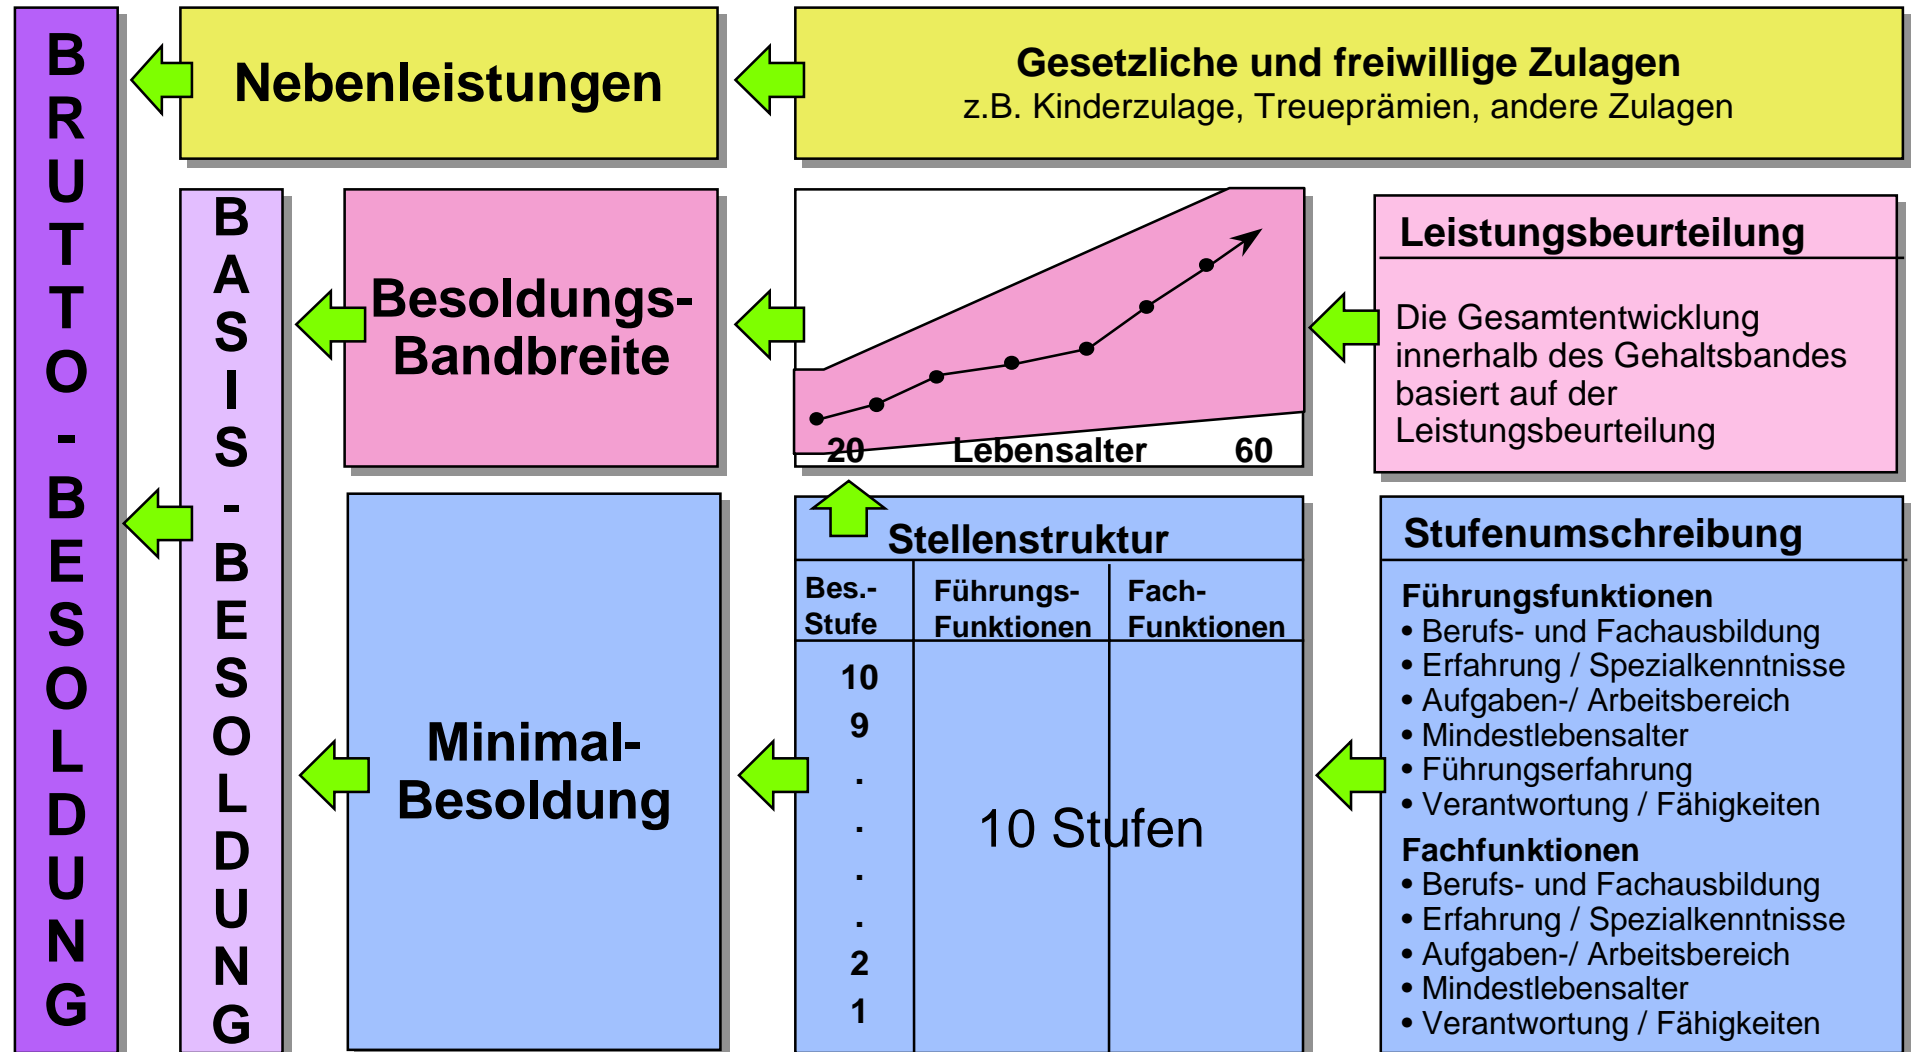 BRUTTO-BESOLDUNG
Nebenleistungen
Gesetzliche und freiwillige Zulagen
z.B. Kinderzulage, Treueprämien, andere Zulagen
BASIS-BESOLDUNG
Besoldungs-
Bandbreite
20 Lebensalter 60
Leistungsbeurteilung
Die Gesamtentwicklung
innerhalb des Gehaltsbandes
basiert auf der
Leistungsbeurteilung
Minimal-
Besoldung
Stellenstruktur
Bes.- Führungs- Fach-
Stufe Funktionen Funktionen
10
9
.
.
10 Stufen
.
.
2
1
Stufenumschreibung
Führungsfunktionen
• Berufs- und Fachausbildung
• Erfahrung / Spezialkenntnisse
• Aufgaben-/ Arbeitsbereich
• Mindestlebensalter
• Führungserfahrung
• Verantwortung / Fähigkeiten
Fachfunktionen
• Berufs- und Fachausbildung
• Erfahrung / Spezialkenntnisse
• Aufgaben-/ Arbeitsbereich
• Mindestlebensalter
• Verantwortung / Fähigkeiten